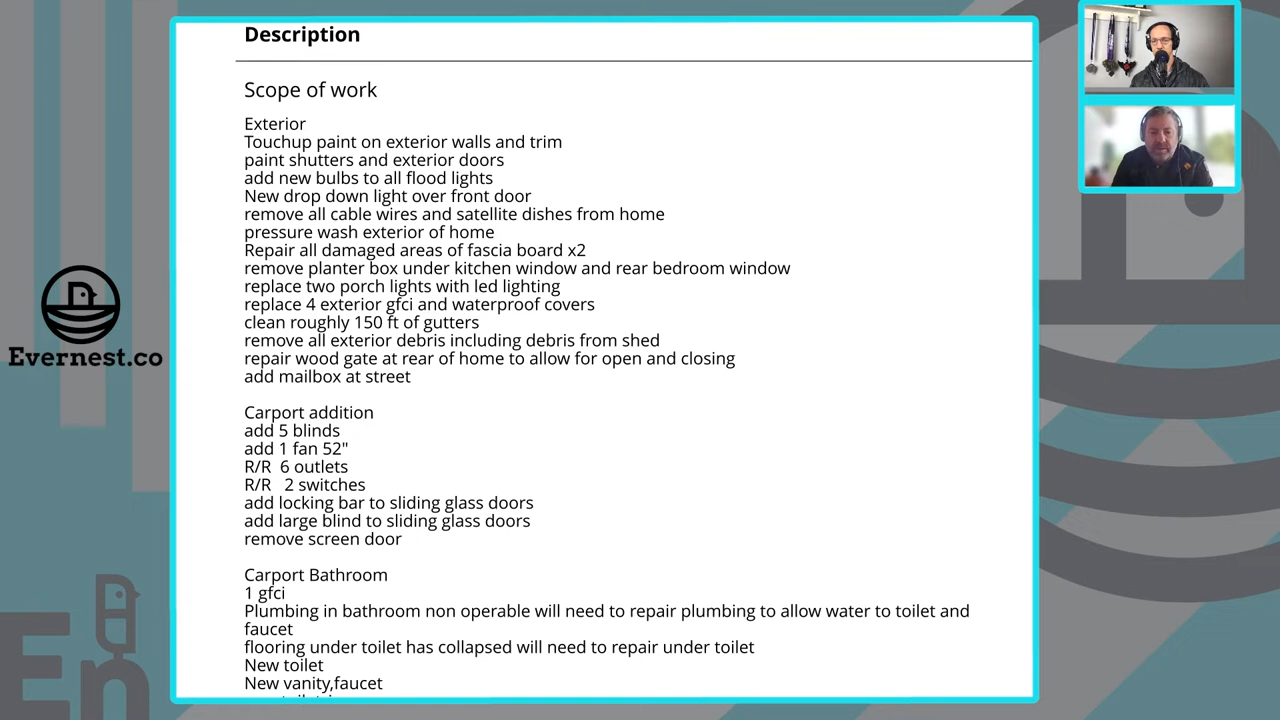 Description
Scope of work
Exterior
Touchup paint on exterior walls and trim
paint shutters and exterior doors
add new bulbs to all flood lights
New drop down light over front door
remove all cable wires and satellite dishes from home
pressure wash exterior of home
Repair all damaged areas of fascia board x2
remove planter box under kitchen window and rear bedroom window
replace two porch lights with led lighting
replace 4 exterior gfci and waterproof covers
clean roughly 150 ft of gutters
remove all exterior debris including debris from shed
repair wood gate at rear of home to allow for open and closing
add mailbox at street
Carport addition
add 5 blinds
add 1 fan 52"
R/R 6 outlets
R/R 2 switches
add locking bar to sliding glass doors
add large blind to sliding glass doors
remove screen door
Carport Bathroom
1 gfci
Plumbing in bathroom non operable will need to repair plumbing to allow water to toilet and
faucet
flooring under toilet has collapsed will need to repair under toilet
New toilet
New vanity,faucet
Evernest.co
En